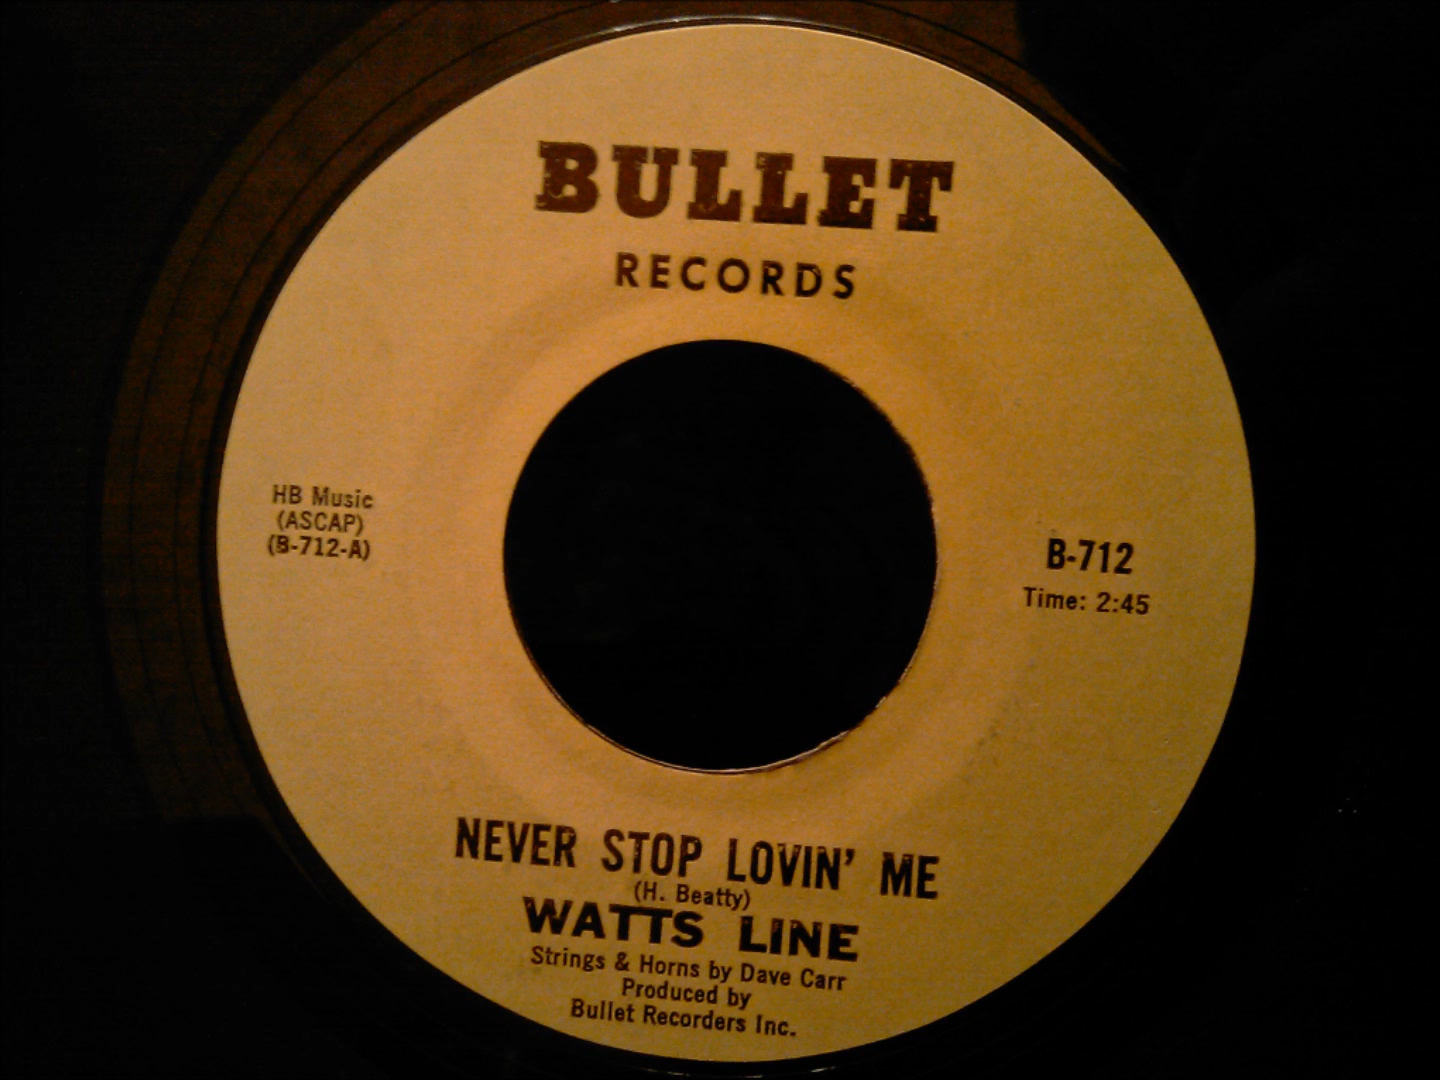 BULLET
RECORDS
HB Music
(ASCAP)
(B-712-A)
B-712
Time: 2:45
NEVER STOP LOVIN' ME
(H. Beatty)
WATTS LINE
Strings & Horns by Dave Carr
Produced by
Bullet Recorders Inc.